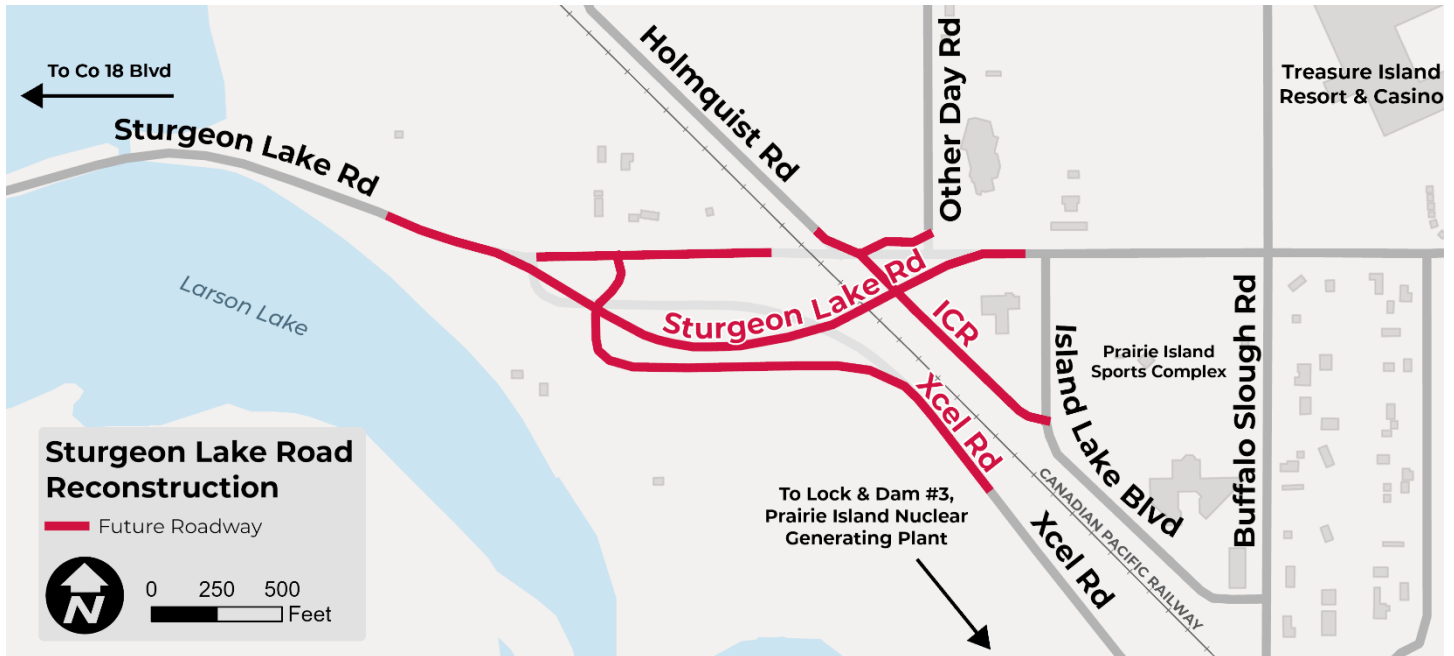 To Co 18 Blvd
Sturgeon Lake Rd
Holmquist Rd
Other Day Rd
Treasure Island
Resort & Casino
Larson Lake
Sturgeon Lake Rd
ICR
Xcel Rd
Prairie Island
Sports Complex
Island Lake Blvd
Buffalo Slough Rd
Sturgeon Lake Road
Reconstruction
Future Roadway
N
0 250 500
Feet
To Lock & Dam #3,
Prairie Island Nuclear
Generating Plant
Xcel Rd
CANADIAN PACIFIC RAILWAY